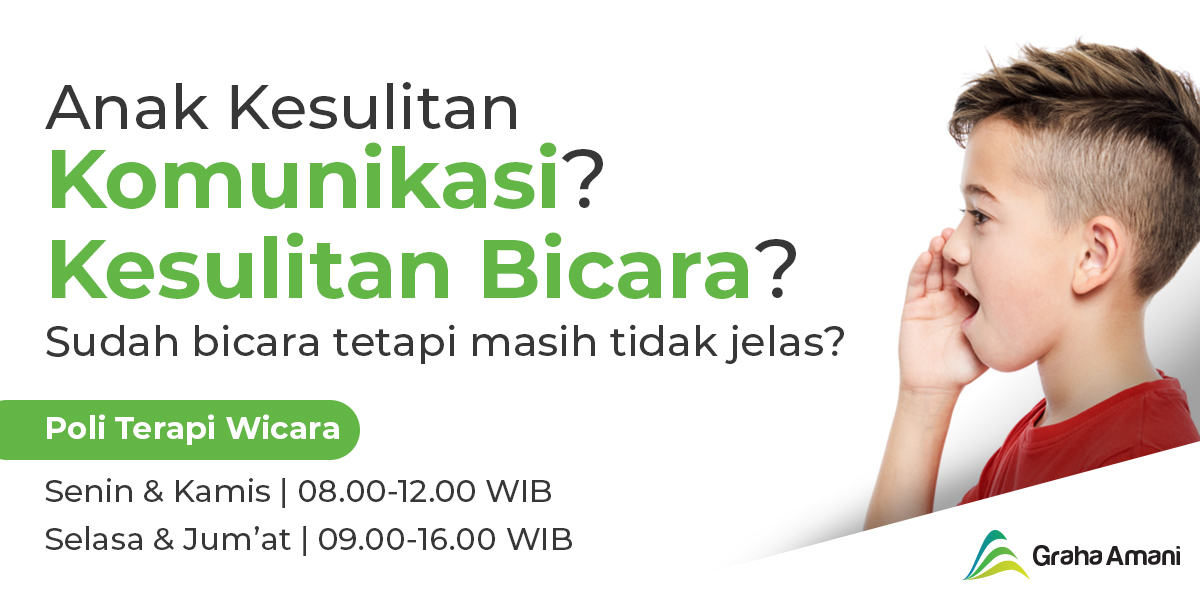 Anak Kesulitan
Komunikasi?
Kesulitan Bicara?
Sudah bicara tetapi masih tidak jelas?
Poli Terapi Wicara
Senin & Kamis | 08.00-12.00 WIB
Selasa & Jum’at | 09.00-16.00 WIB
Graha Amani